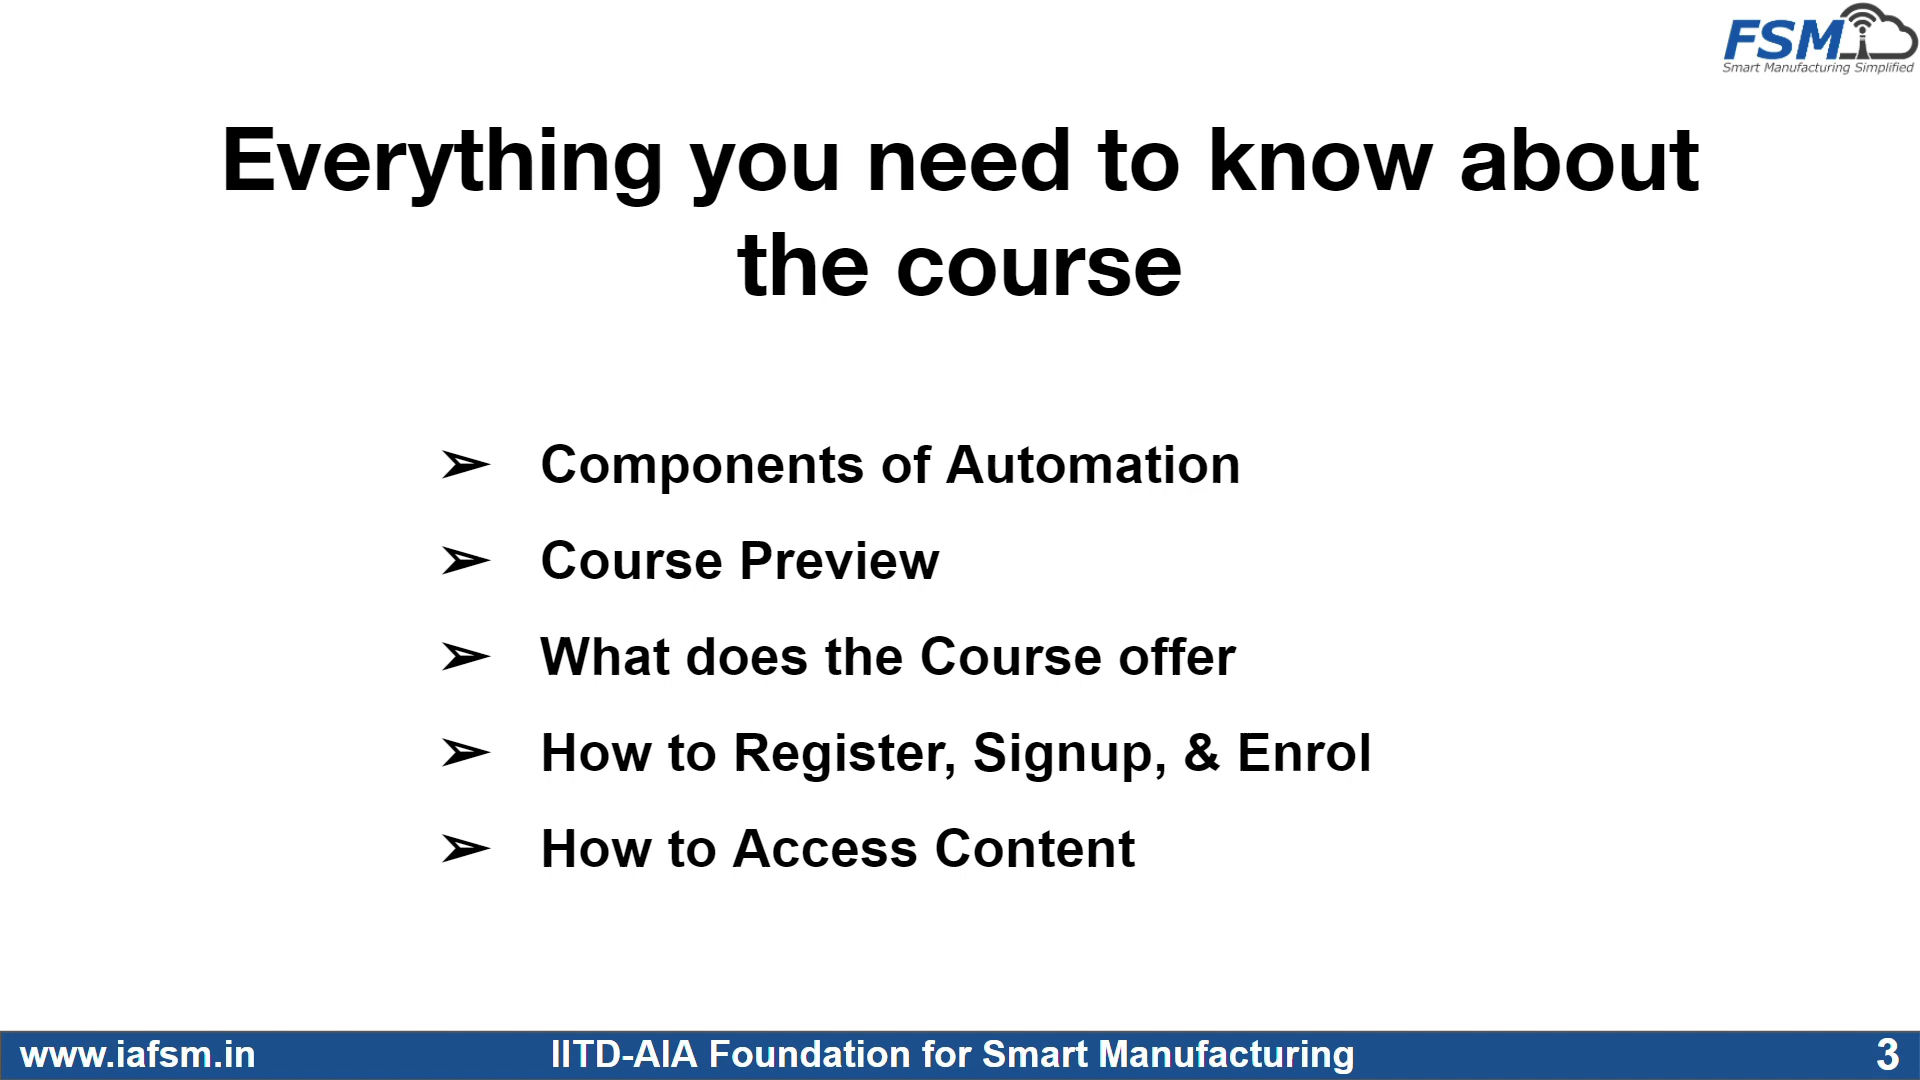 FSM
Smart Manufacturing Simplified
Everything you need to know about
the course
➢ Components of Automation
➢ Course Preview
➢ What does the Course offer
➢ How to Register, Signup, & Enrol
➢ How to Access Content
www.iafsm.in IITD-AIA Foundation for Smart Manufacturing 3